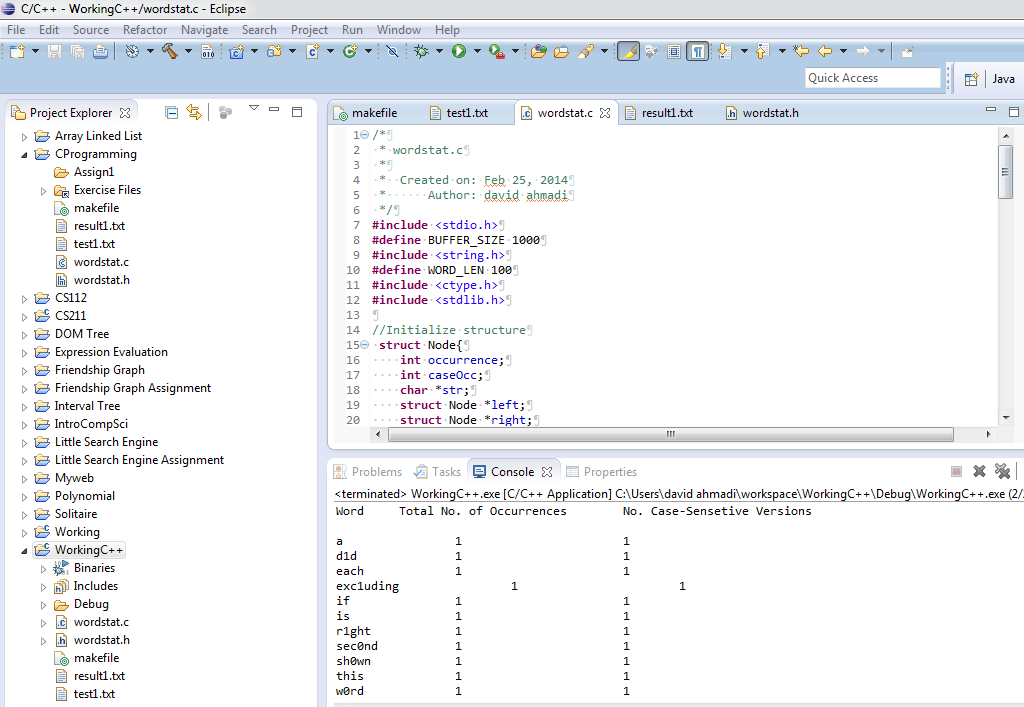 C/C++ - WorkingC++/wordstat.c - Eclipse
File Edit Source Refactor Navigate Search Project Run Window Help
Quick Access
Java
Project Explorer
Array Linked List
CProgramming
Assign1
Exercise Files
makefile
result1.txt
test1.txt
wordstat.c
wordstat.h
CS112
CS211
DOM Tree
Expression Evaluation
Friendship Graph
Friendship Graph Assignment
Interval Tree
IntroCompSci
Little Search Engine
Little Search Engine Assignment
Myweb
Polynomial
Solitaire
Working
WorkingC++
Binaries
Includes
Debug
wordstat.c
wordstat.h
makefile
result1.txt
test1.txt
makefile test1.txt wordstat.c result1.txt wordstat.h
1 /*¶
2 * wordstat.c¶
3 *¶
4 * Created on: Feb 25, 2014¶
5 * Author: david ahmadi¶
6 */¶
7 #include <stdio.h>¶
8 #define BUFFER_SIZE 1000¶
9 #include <string.h>¶
10 #define WORD_LEN 100¶
11 #include <ctype.h>¶
12 #include <stdlib.h>¶
13 ¶
14 //Initialize structure¶
15 struct Node{¶
16 int occurrence;¶
17 int caseOcc;¶
18 char *str;¶
19 struct Node *left;¶
20 struct Node *right;¶
Problems Tasks Console Properties
<terminated> WorkingC++.exe [C/C++ Application] C:\Users\david ahmadi\workspace\WorkingC++\Debug\WorkingC++.exe (2/
Word Total No. of Occurrences No. Case-Sensetive Versions
a 1 1
d1d 1 1
each 1 1
exc1uding 1 1
if 1 1
is 1 1
r1ght 1 1
sec0nd 1 1
sh0wn 1 1
this 1 1
w0rd 1 1